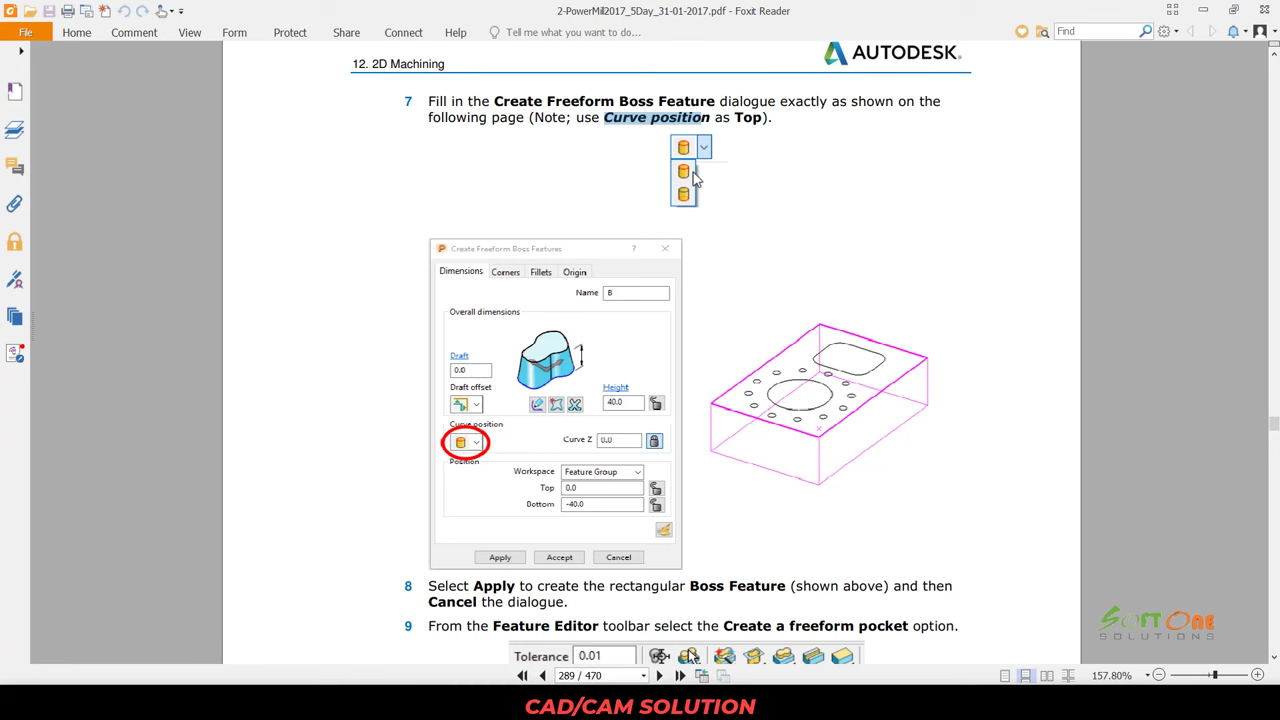 2-PowerMill2017_5Day_31-01-2017.pdf - Foxit Reader
File Home Comment View Form Protect Share Connect Help Tell me what you want to do... Find
12. 2D Machining
AUTODESK.
7 Fill in the Create Freeform Boss Feature dialogue exactly as shown on the
following page (Note; use Curve position as Top).
Create Freeform Boss Features ? ×
Dimensions Corners Fillets Origin
Name B
Overall dimensions
Draft
0.0
Draft offset
Height
40.0
Curve position
Curve Z 0.0
Position
Workspace Feature Group
Top 0.0
Bottom -40.0
Apply Accept Cancel
8 Select Apply to create the rectangular Boss Feature (shown above) and then
Cancel the dialogue.
9 From the Feature Editor toolbar select the Create a freeform pocket option.
Tolerance 0.01
SOFT ONE
SOLUTIONS
289 / 470
157.80%
CAD/CAM SOLUTION